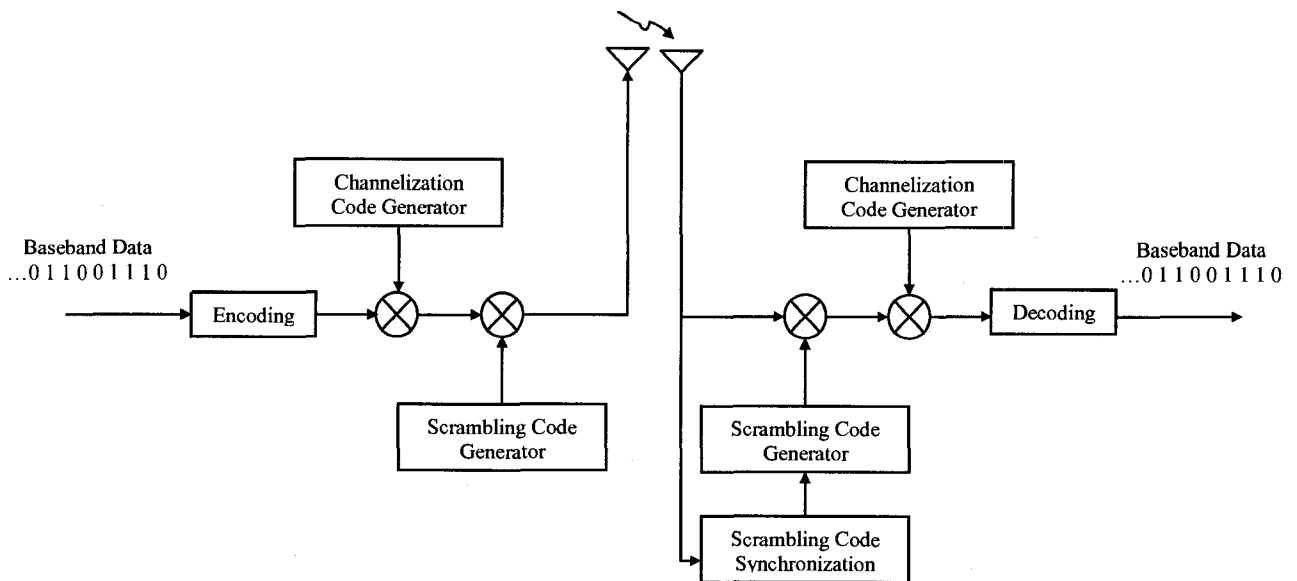 Channelization
Code Generator
Channelization
Code Generator
Baseband Data
...0 1 1 0 0 1 1 1 0
Baseband Data
...0 1 1 0 0 1 1 1 0
Encoding
Decoding
Scrambling Code
Generator
Scrambling Code
Generator
Scrambling Code
Synchronization